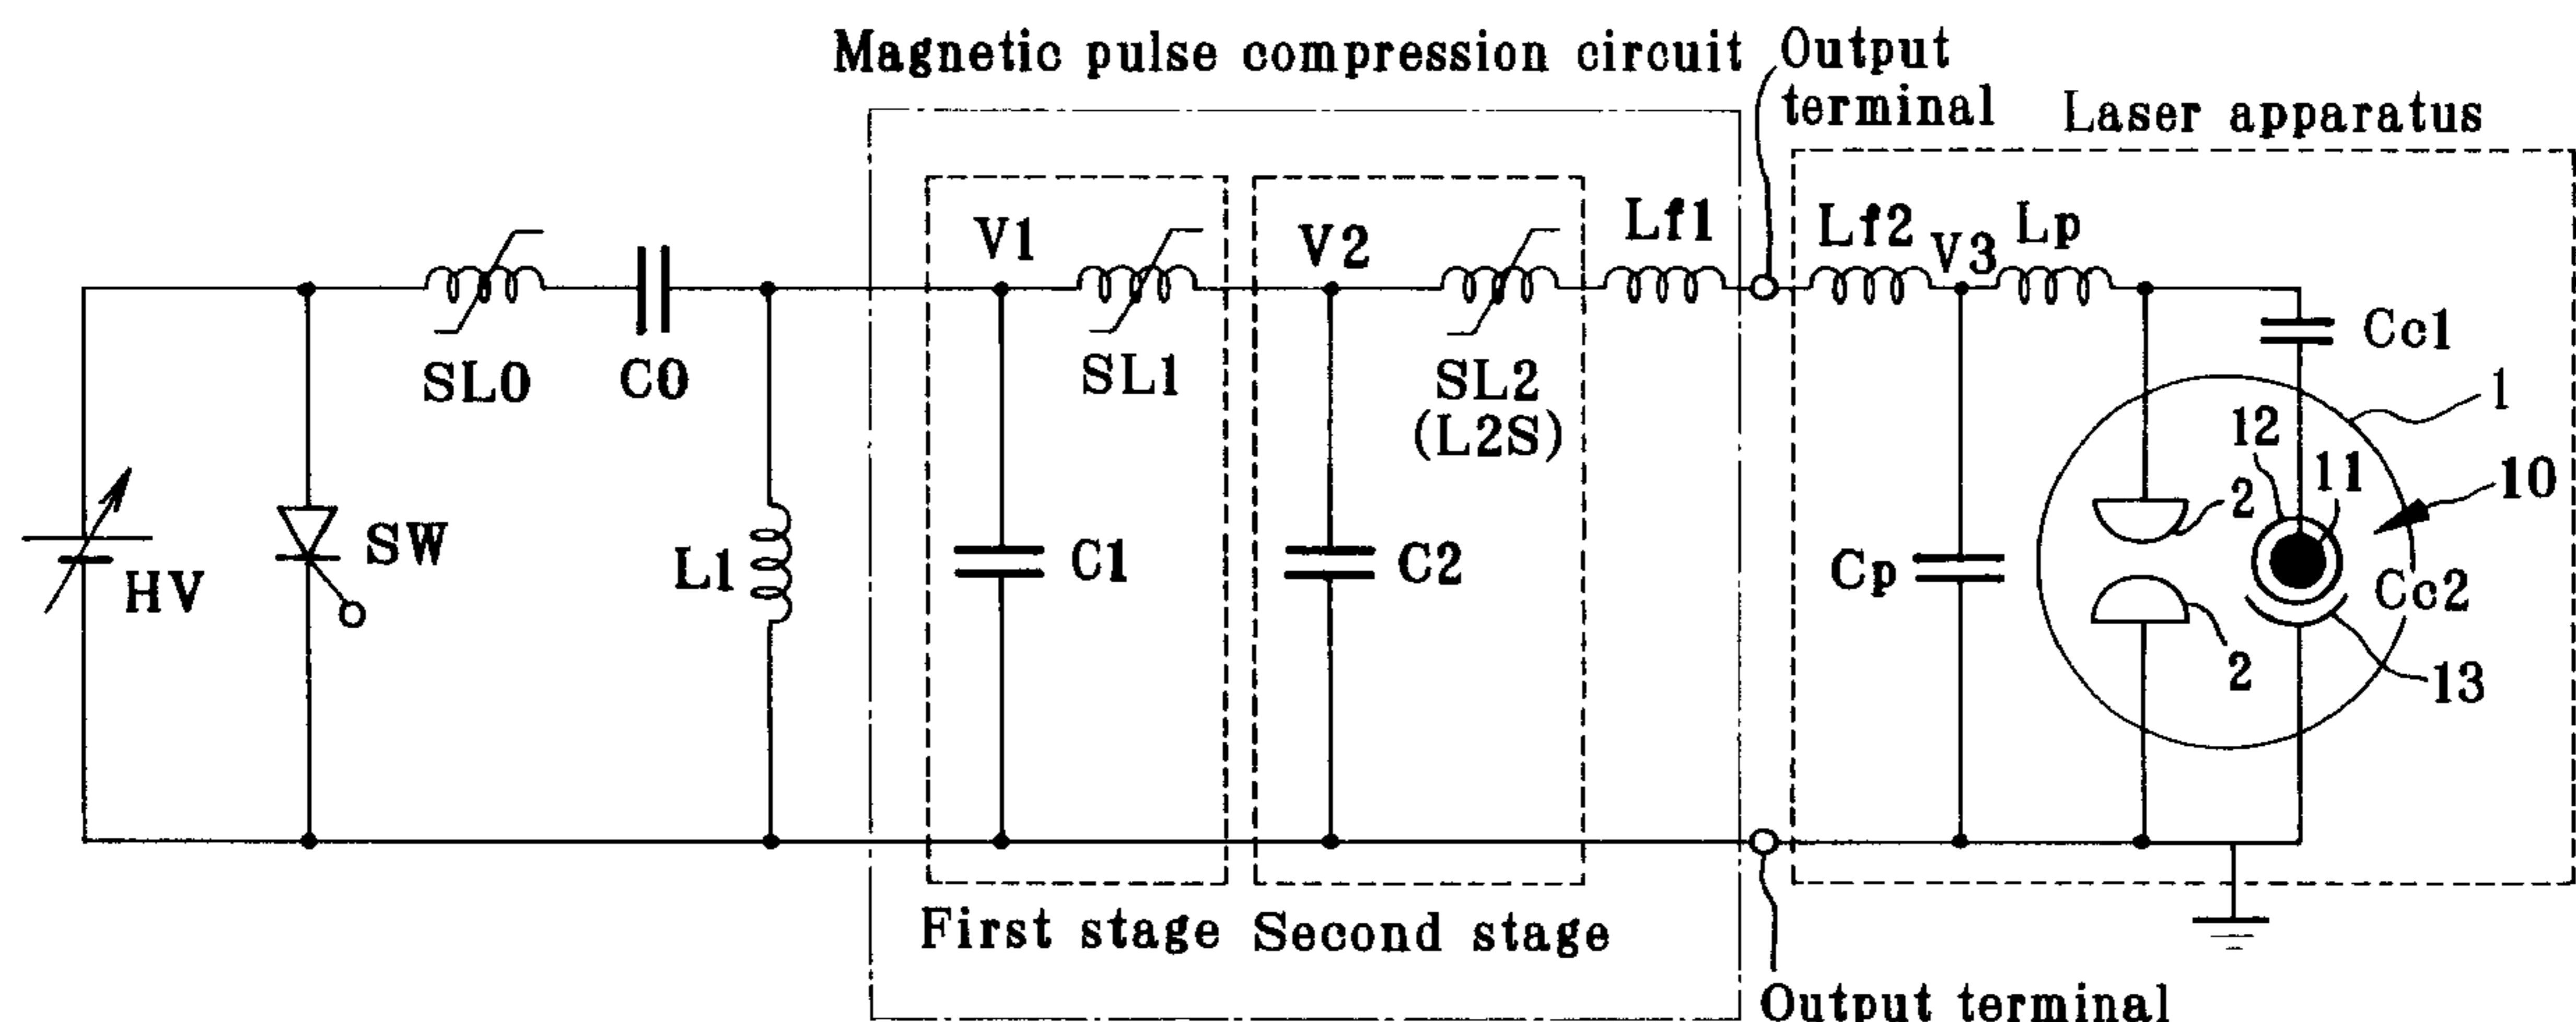 Magnetic pulse compression circuit
Output
terminal
Laser apparatus
V1
V2
Lf1
Lf2
V3
Lp
SL0
C0
SL1
SL2
(L2S)
Cc1
1
12
11
10
2
HV
SW
L1
C1
C2
Cp
Cc2
2
13
First stage
Second stage
Output terminal